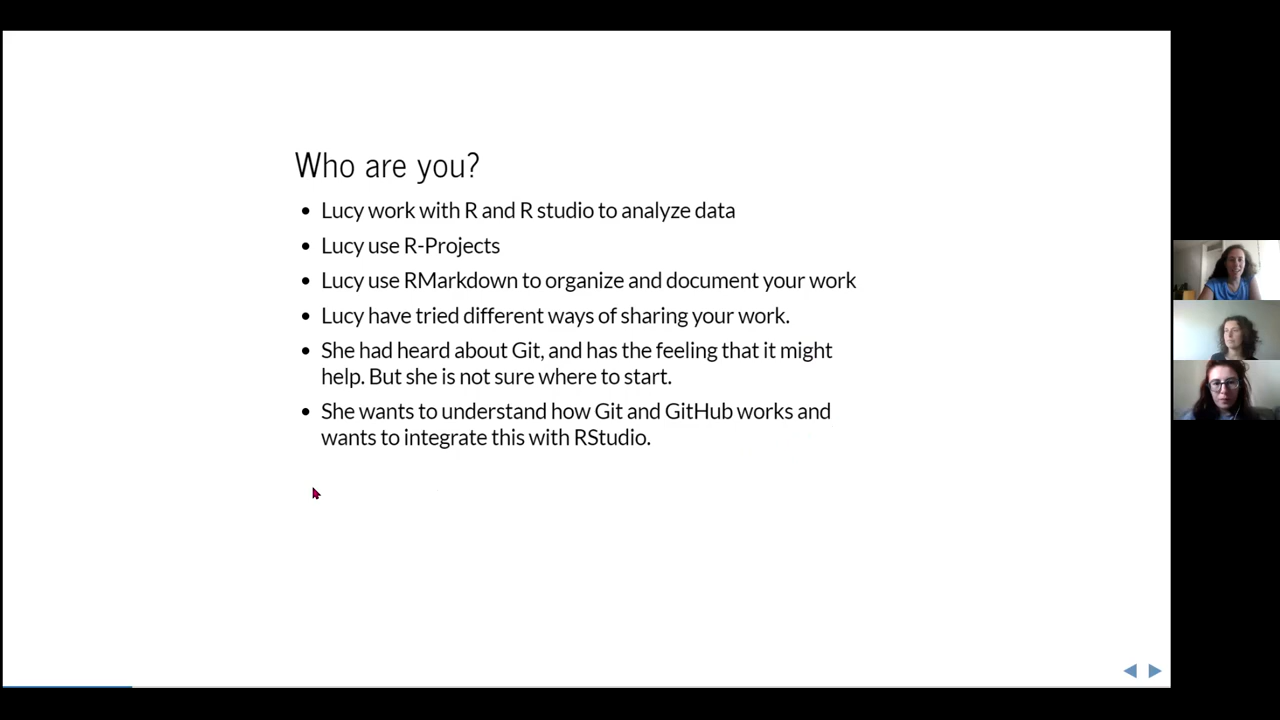 Who are you?
• Lucy work with R and R studio to analyze data
• Lucy use R-Projects
• Lucy use RMarkdown to organize and document your work
• Lucy have tried different ways of sharing your work.
• She had heard about Git, and has the feeling that it might
help. But she is not sure where to start.
• She wants to understand how Git and GitHub works and
wants to integrate this with RStudio.